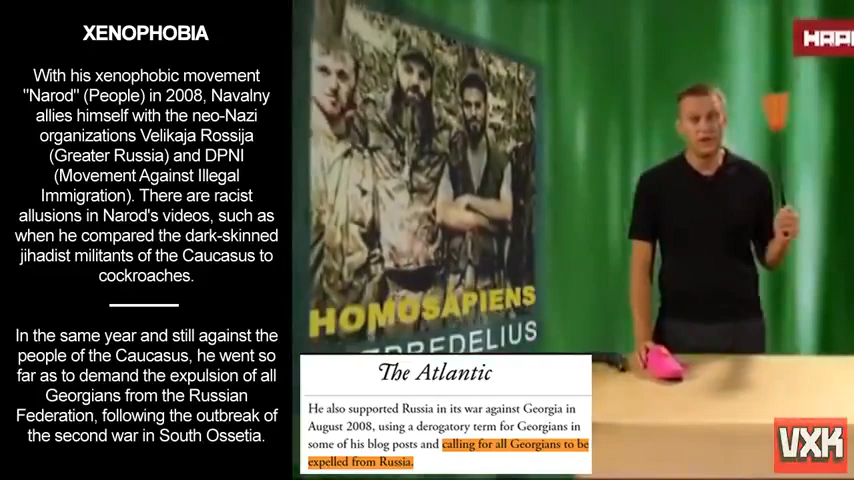 XENOPHOBIA
With his xenophobic movement
"Narod" (People) in 2008, Navalny
allies himself with the neo-Nazi
organizations Velikaja Rossija
(Greater Russia) and DPNI
(Movement Against Illegal
Immigration). There are racist
allusions in Narod's videos, such as
when he compared the dark-skinned
jihadist militants of the Caucasus to
cockroaches.
In the same year and still against the
people of the Caucasus, he went so
far as to demand the expulsion of all
Georgians from the Russian
Federation, following the outbreak of
the second war in South Ossetia.
HOMOSAPIENS
The Atlantic
He also supported Russia in its war against Georgia in
August 2008, using a derogatory term for Georgians in
some of his blog posts and calling for all Georgians to be
expelled from Russia.
VXK